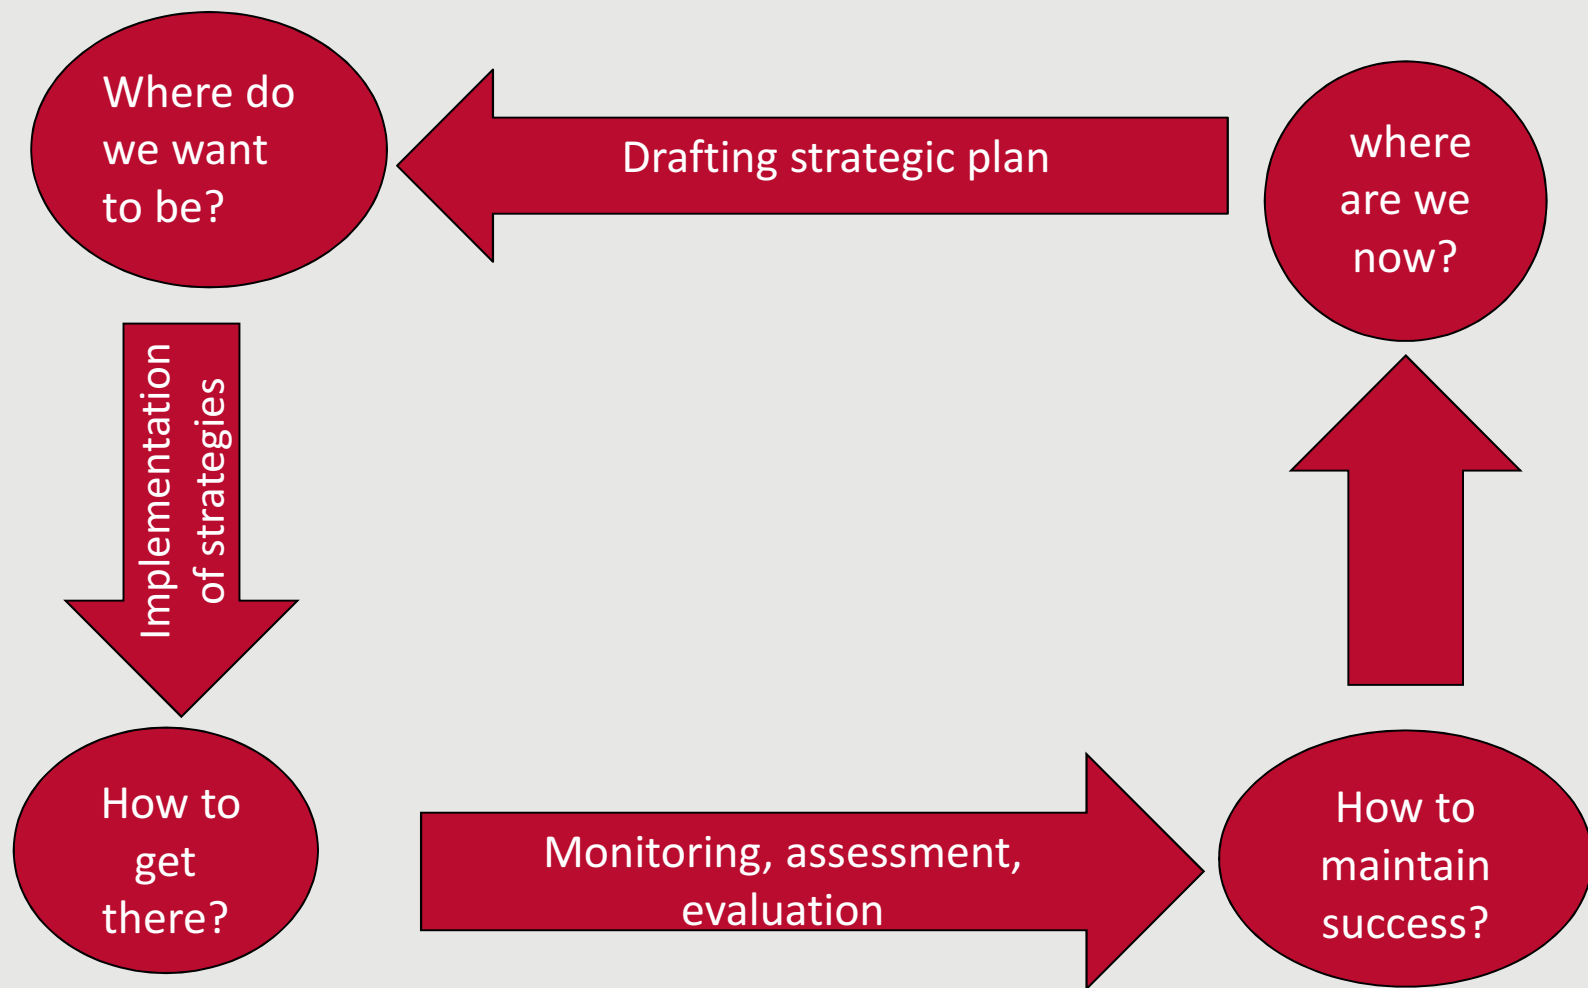 Where do
we want
to be?
Drafting strategic plan
where
are we
now?
Implementation
of strategies
How to
get
there?
Monitoring, assessment,
evaluation
How to
maintain
success?